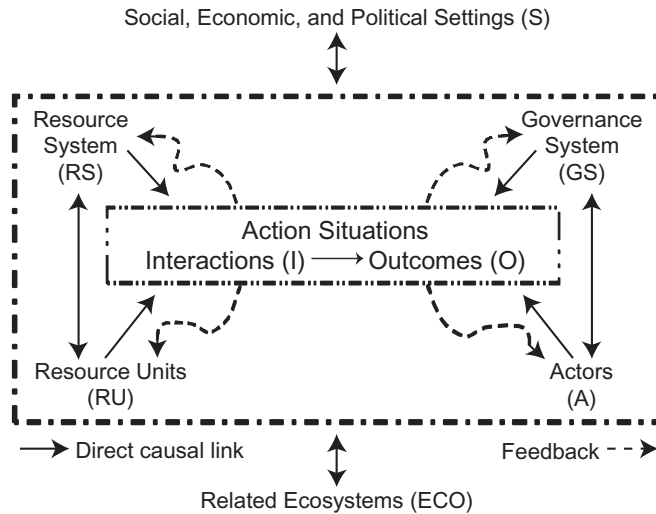 Social, Economic, and Political Settings (S)
Resource
System
(RS)
Governance
System
(GS)
Action Situations
Interactions (I) Outcomes (O)
Resource Units
(RU)
Actors
(A)
Direct causal link
Feedback
Related Ecosystems (ECO)